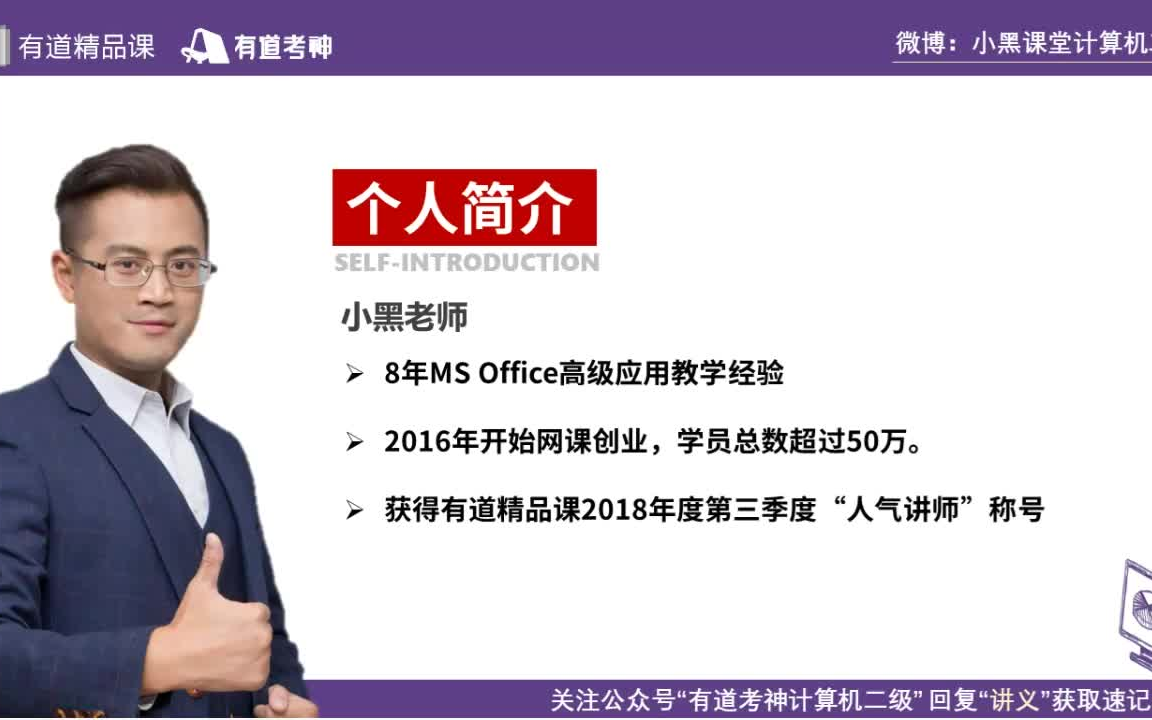 有道精品课 有道考神
微博：小黑课堂计算机
个人简介
SELF-INTRODUCTION
小黑老师
8年MS Office高级应用教学经验
2016年开始网课创业，学员总数超过50万。
获得有道精品课2018年度第三季度“人气讲师”称号
关注公众号“有道考神计算机二级” 回复“讲义”获取速记